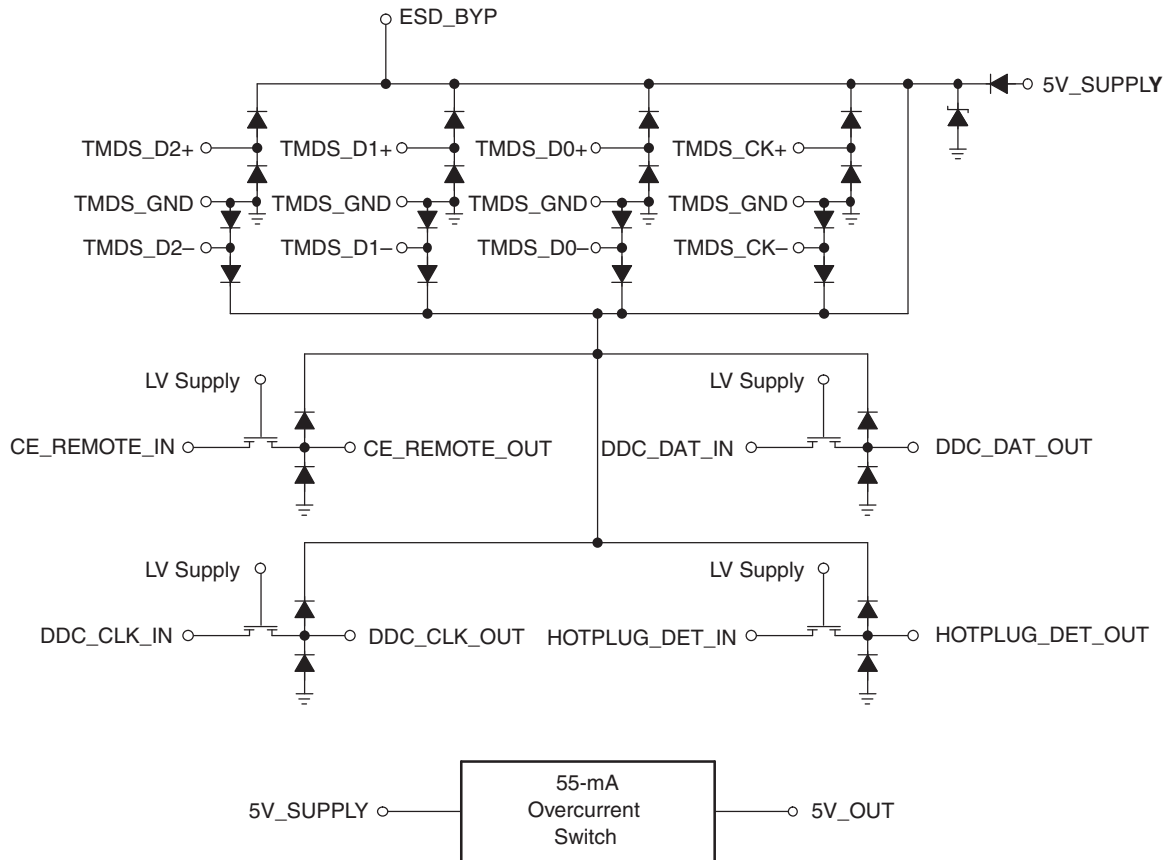 ESD_BYP
5V_SUPPLY
TMDS_D2+
TMDS_D1+
TMDS_D0+
TMDS_CK+
TMDS_GND
TMDS_GND
TMDS_GND
TMDS_GND
TMDS_D2–
TMDS_D1–
TMDS_D0–
TMDS_CK–
LV Supply
LV Supply
CE_REMOTE_IN
CE_REMOTE_OUT
DDC_DAT_IN
DDC_DAT_OUT
LV Supply
LV Supply
DDC_CLK_IN
DDC_CLK_OUT
HOTPLUG_DET_IN
HOTPLUG_DET_OUT
5V_SUPPLY
55-mA
Overcurrent
Switch
5V_OUT